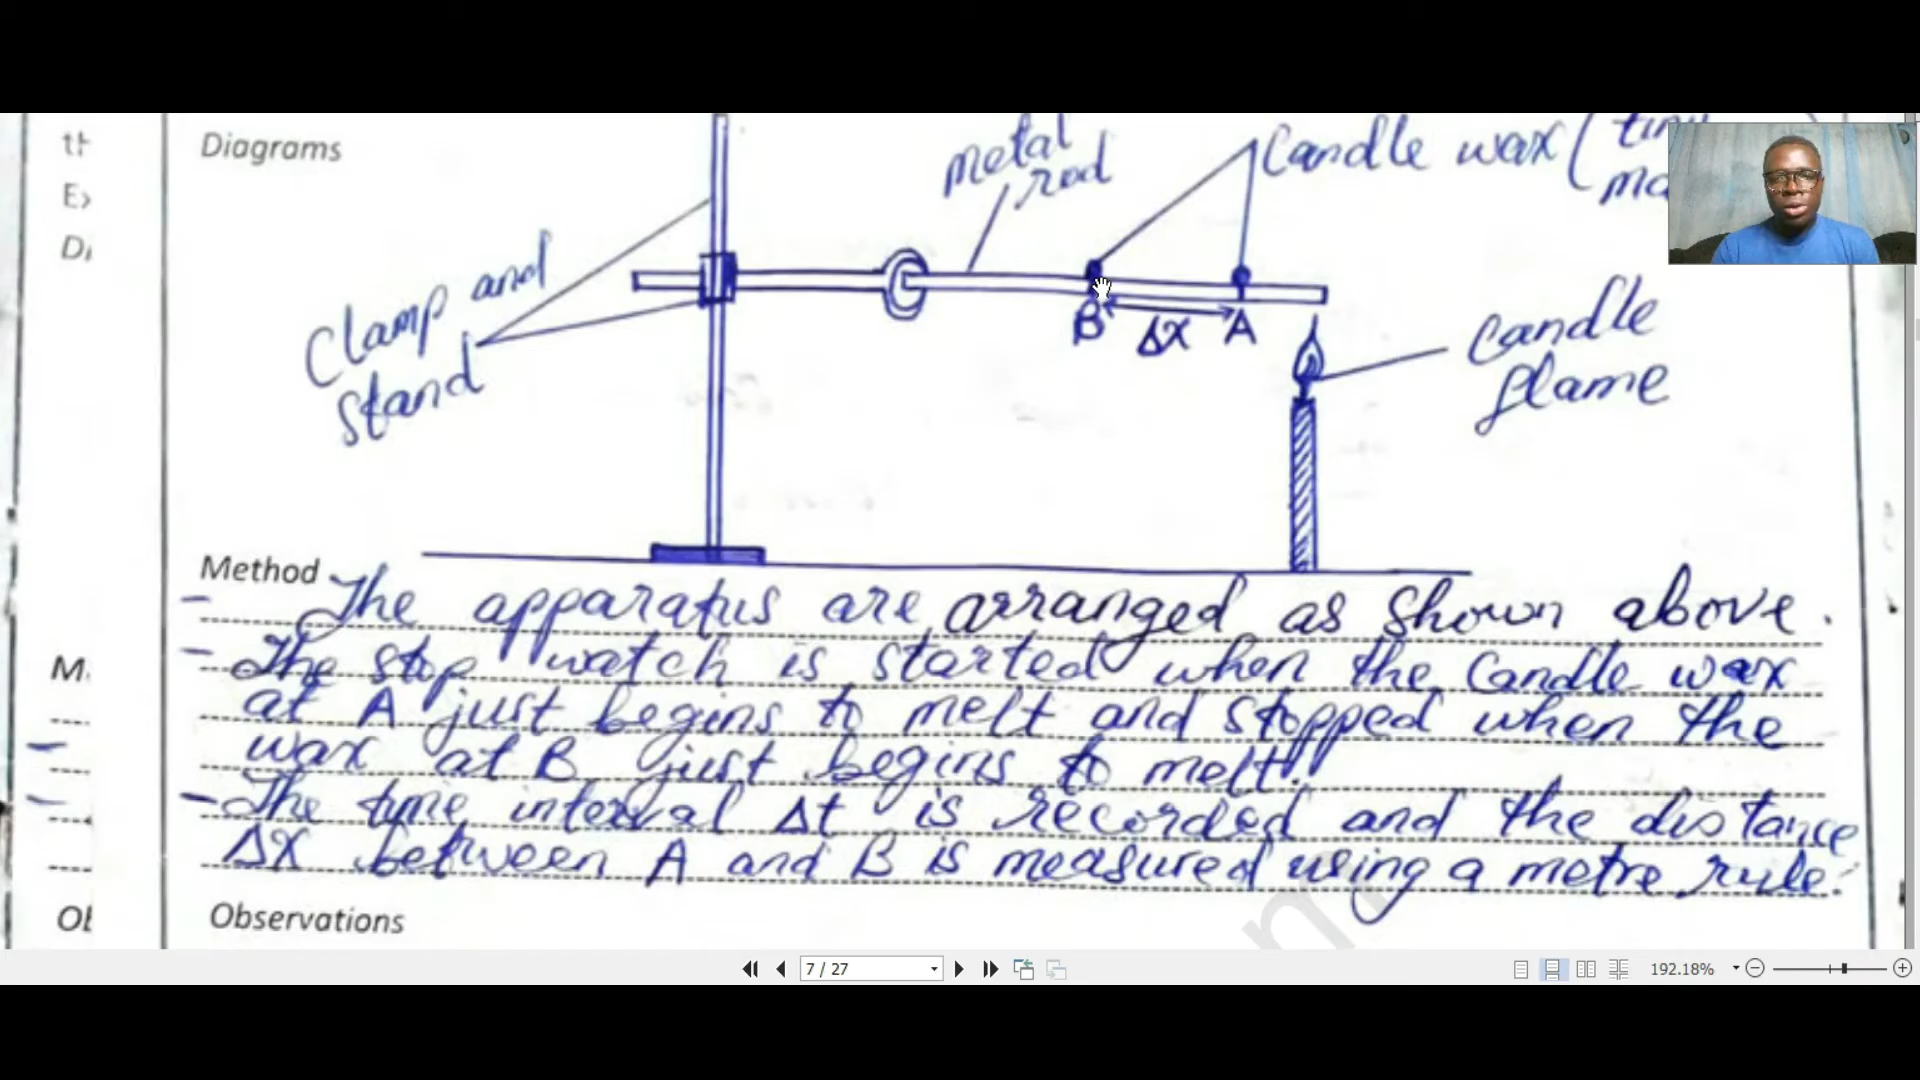 th
Diagrams
metal
rod
Candle wax (
Ex
Clamp and
stand
B
Δx
A
Candle
flame
Method
- The apparatus are arranged as shown above.
- The stop watch is started when the Candle wax
at A just begins to melt and stopped when the
wax at B just begins to melt.
- The time interval Δt is recorded and the distance
Δx between A and B is measured using a metre rule.
M.
Observations
7 / 27
192.18%